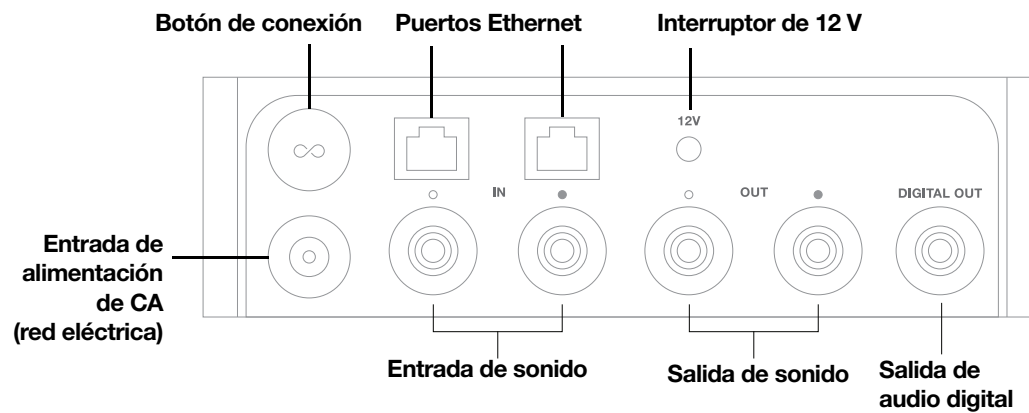 Botón de conexión
Puertos Ethernet
Interruptor de 12 V
12V
IN
OUT
DIGITAL OUT
Entrada de
alimentación
de CA
(red eléctrica)
Entrada de sonido
Salida de sonido
Salida de
audio digital